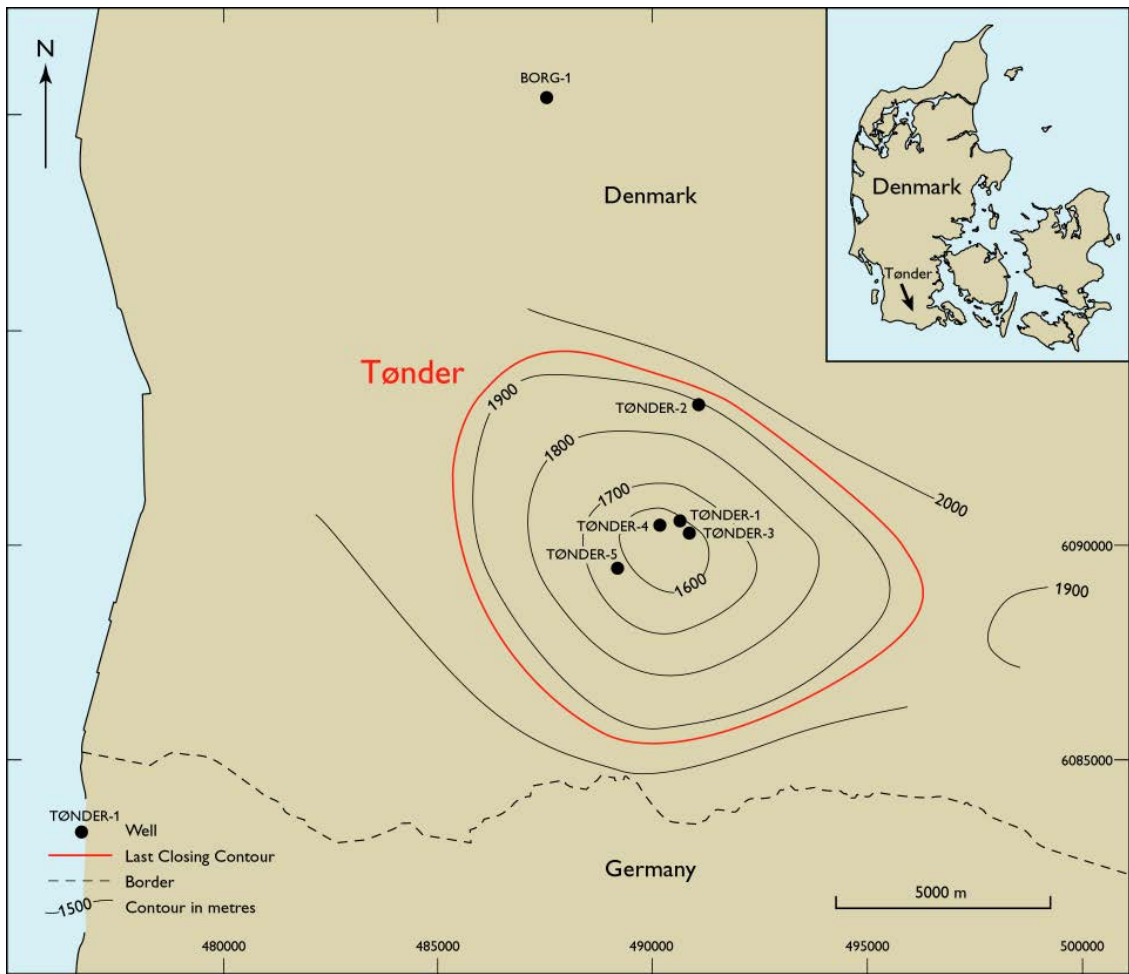 N
BORG-1
Denmark
Denmark
Tønder
Tønder
1900
TØNDER-2
1800
2000
1700
TØNDER-1
TØNDER-4
TØNDER-3
6090000
TØNDER-5
1600
1900
6085000
TØNDER-1
Well
Last Closing Contour
Germany
Border
5000 m
1500
Contour in metres
480000
485000
490000
495000
500000